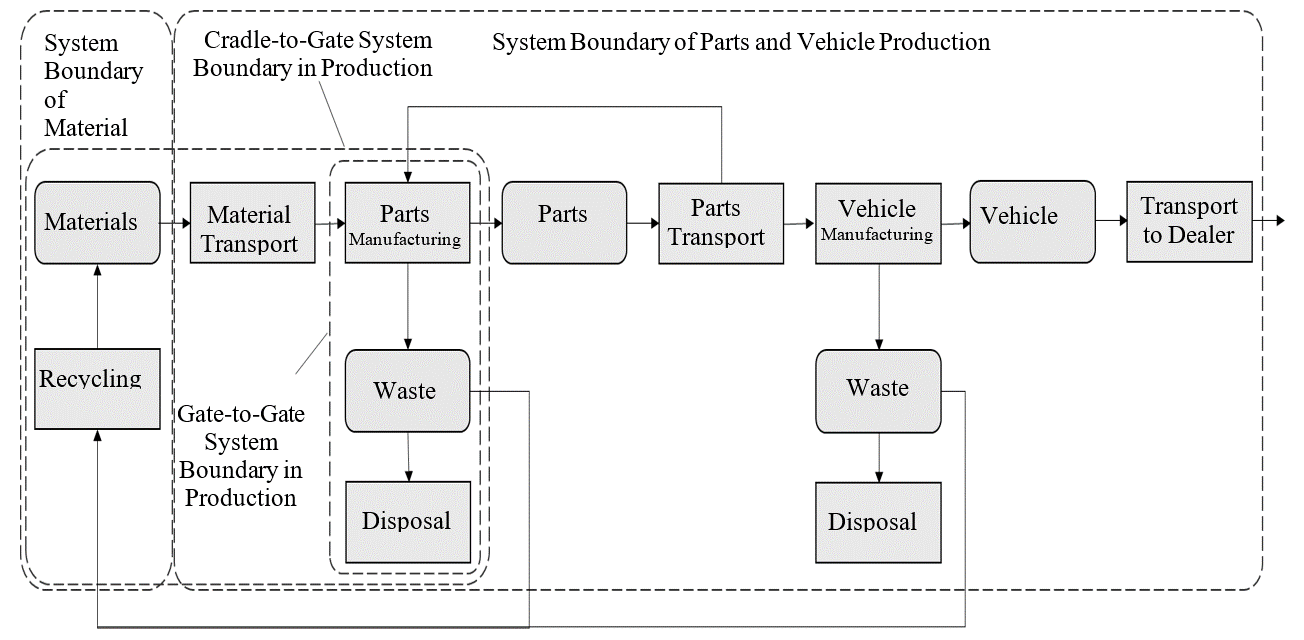 System
Boundary
of
Material
Cradle-to-Gate System
Boundary in Production
System Boundary of Parts and Vehicle Production
Materials
Material
Transport
Parts
Manufacturing
Parts
Parts
Transport
Vehicle
Manufacturing
Vehicle
Transport
to Dealer
Recycling
Gate-to-Gate
System
Boundary in
Production
Waste
Disposal
Waste
Disposal